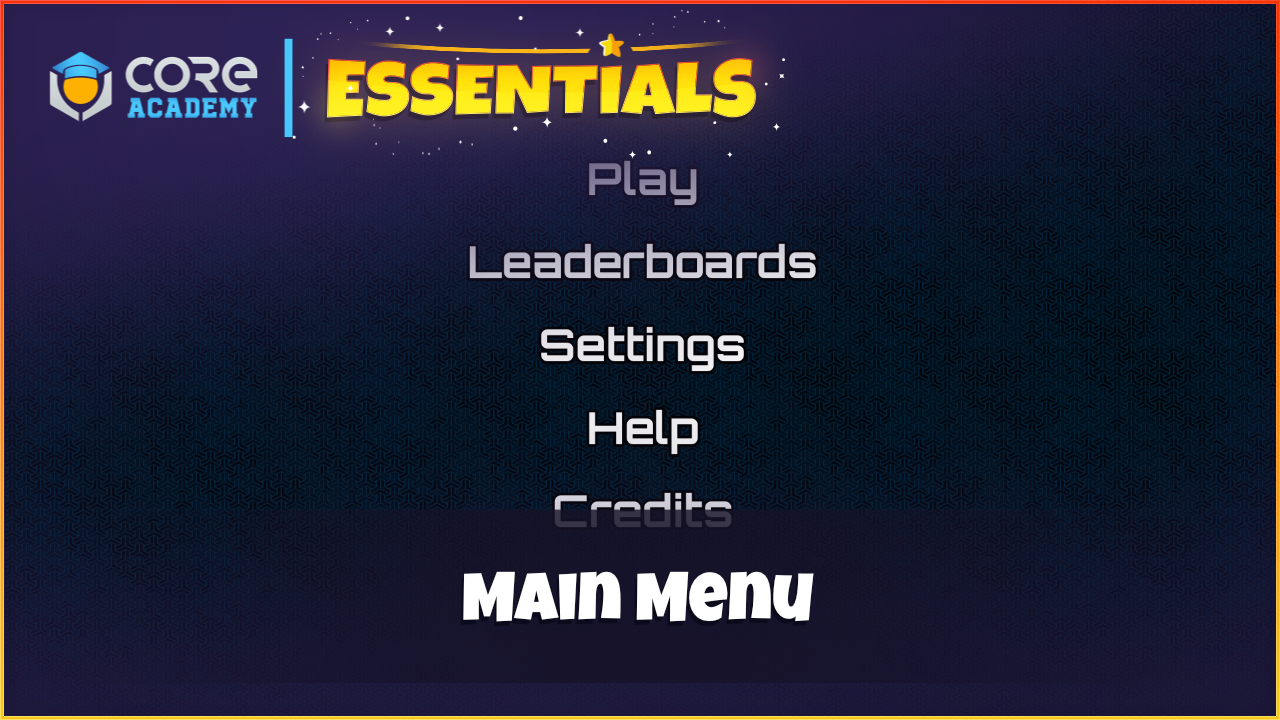 CORE
ACADEMY
ESSENTIALS
Play
Leaderboards
Settings
Help
Credits
Main Menu